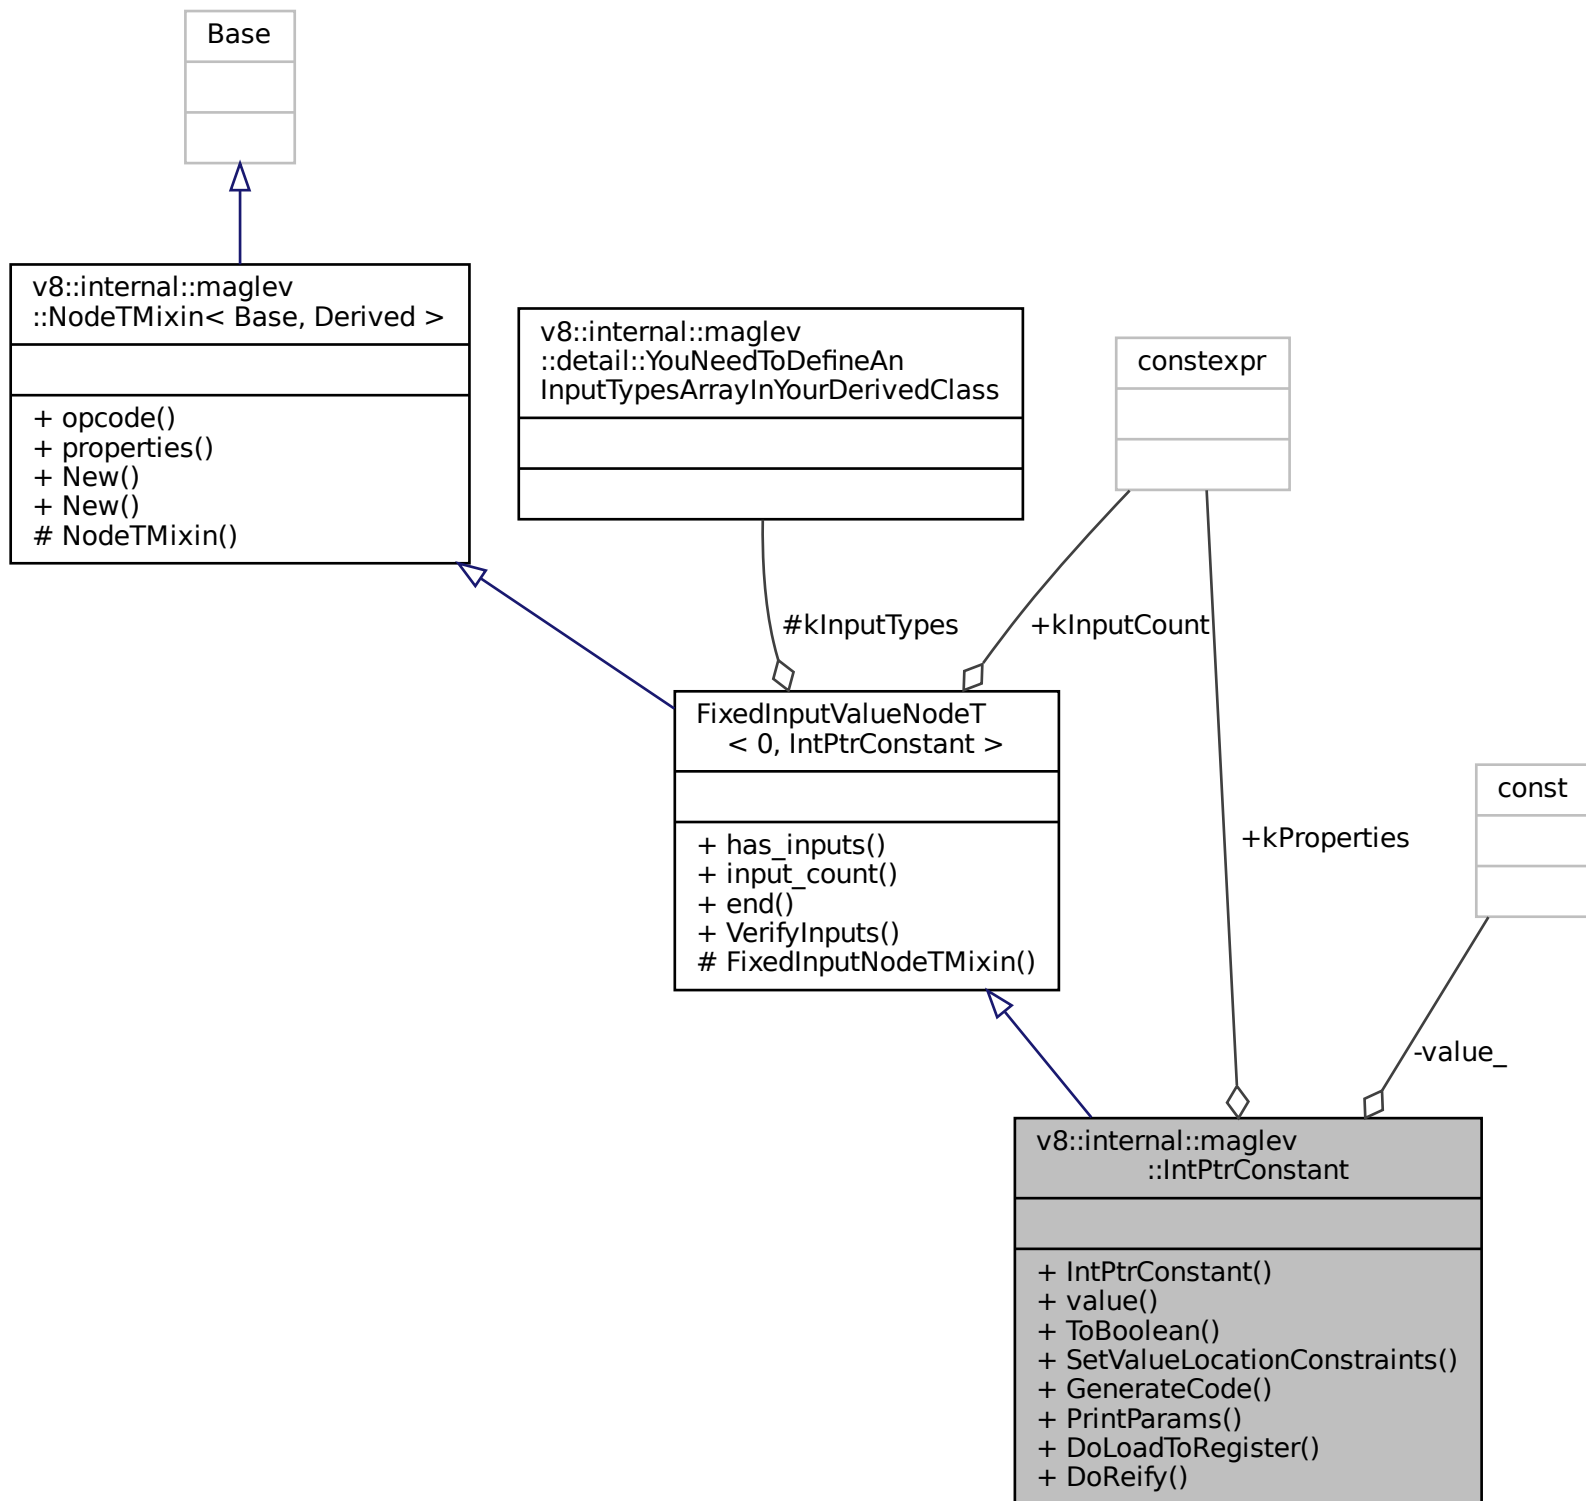 Base
v8::internal::maglev
::NodeTMixin< Base, Derived >
+ opcode()
+ properties()
+ New()
+ New()
# NodeTMixin()
v8::internal::maglev
::detail::YouNeedToDefineAn
InputTypesArrayInYourDerivedClass
constexpr
#kInputTypes
+kInputCount
FixedInputValueNodeT
< 0, IntPtrConstant >
+ has_inputs()
+ input_count()
+ end()
+ VerifyInputs()
# FixedInputNodeTMixin()
const
+kProperties
-value_
v8::internal::maglev
::IntPtrConstant
+ IntPtrConstant()
+ value()
+ ToBoolean()
+ SetValueLocationConstraints()
+ GenerateCode()
+ PrintParams()
+ DoLoadToRegister()
+ DoReify()